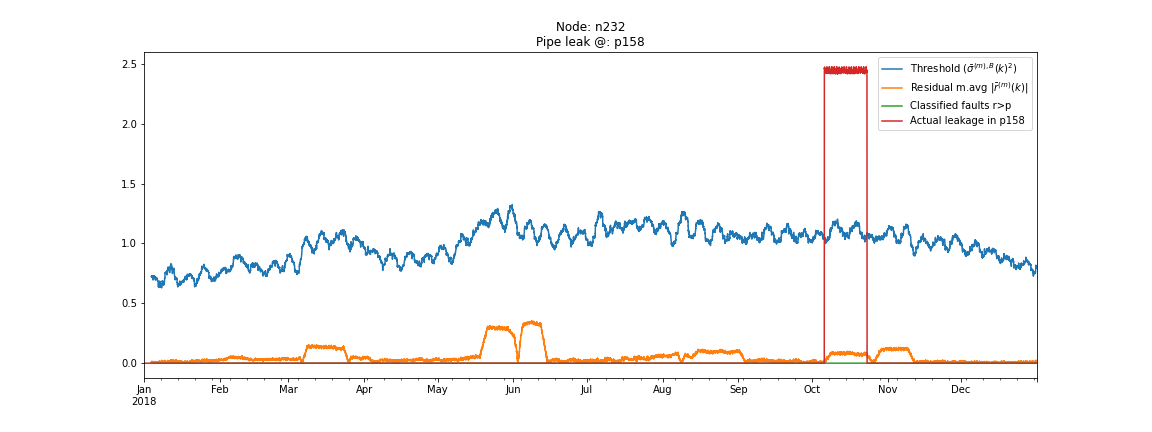 Node: n232
Pipe leak @: p158
2.5
2.0
1.5
1.0
0.5
0.0
Threshold (σ̄⁽ᵐ⁾,ᴮ(k)²)
Residual m.avg |r̄⁽ᵐ⁾(k)|
Classified faults r>p
Actual leakage in p158
Jan Feb Mar Apr May Jun Jul Aug Sep Oct Nov Dec
2018